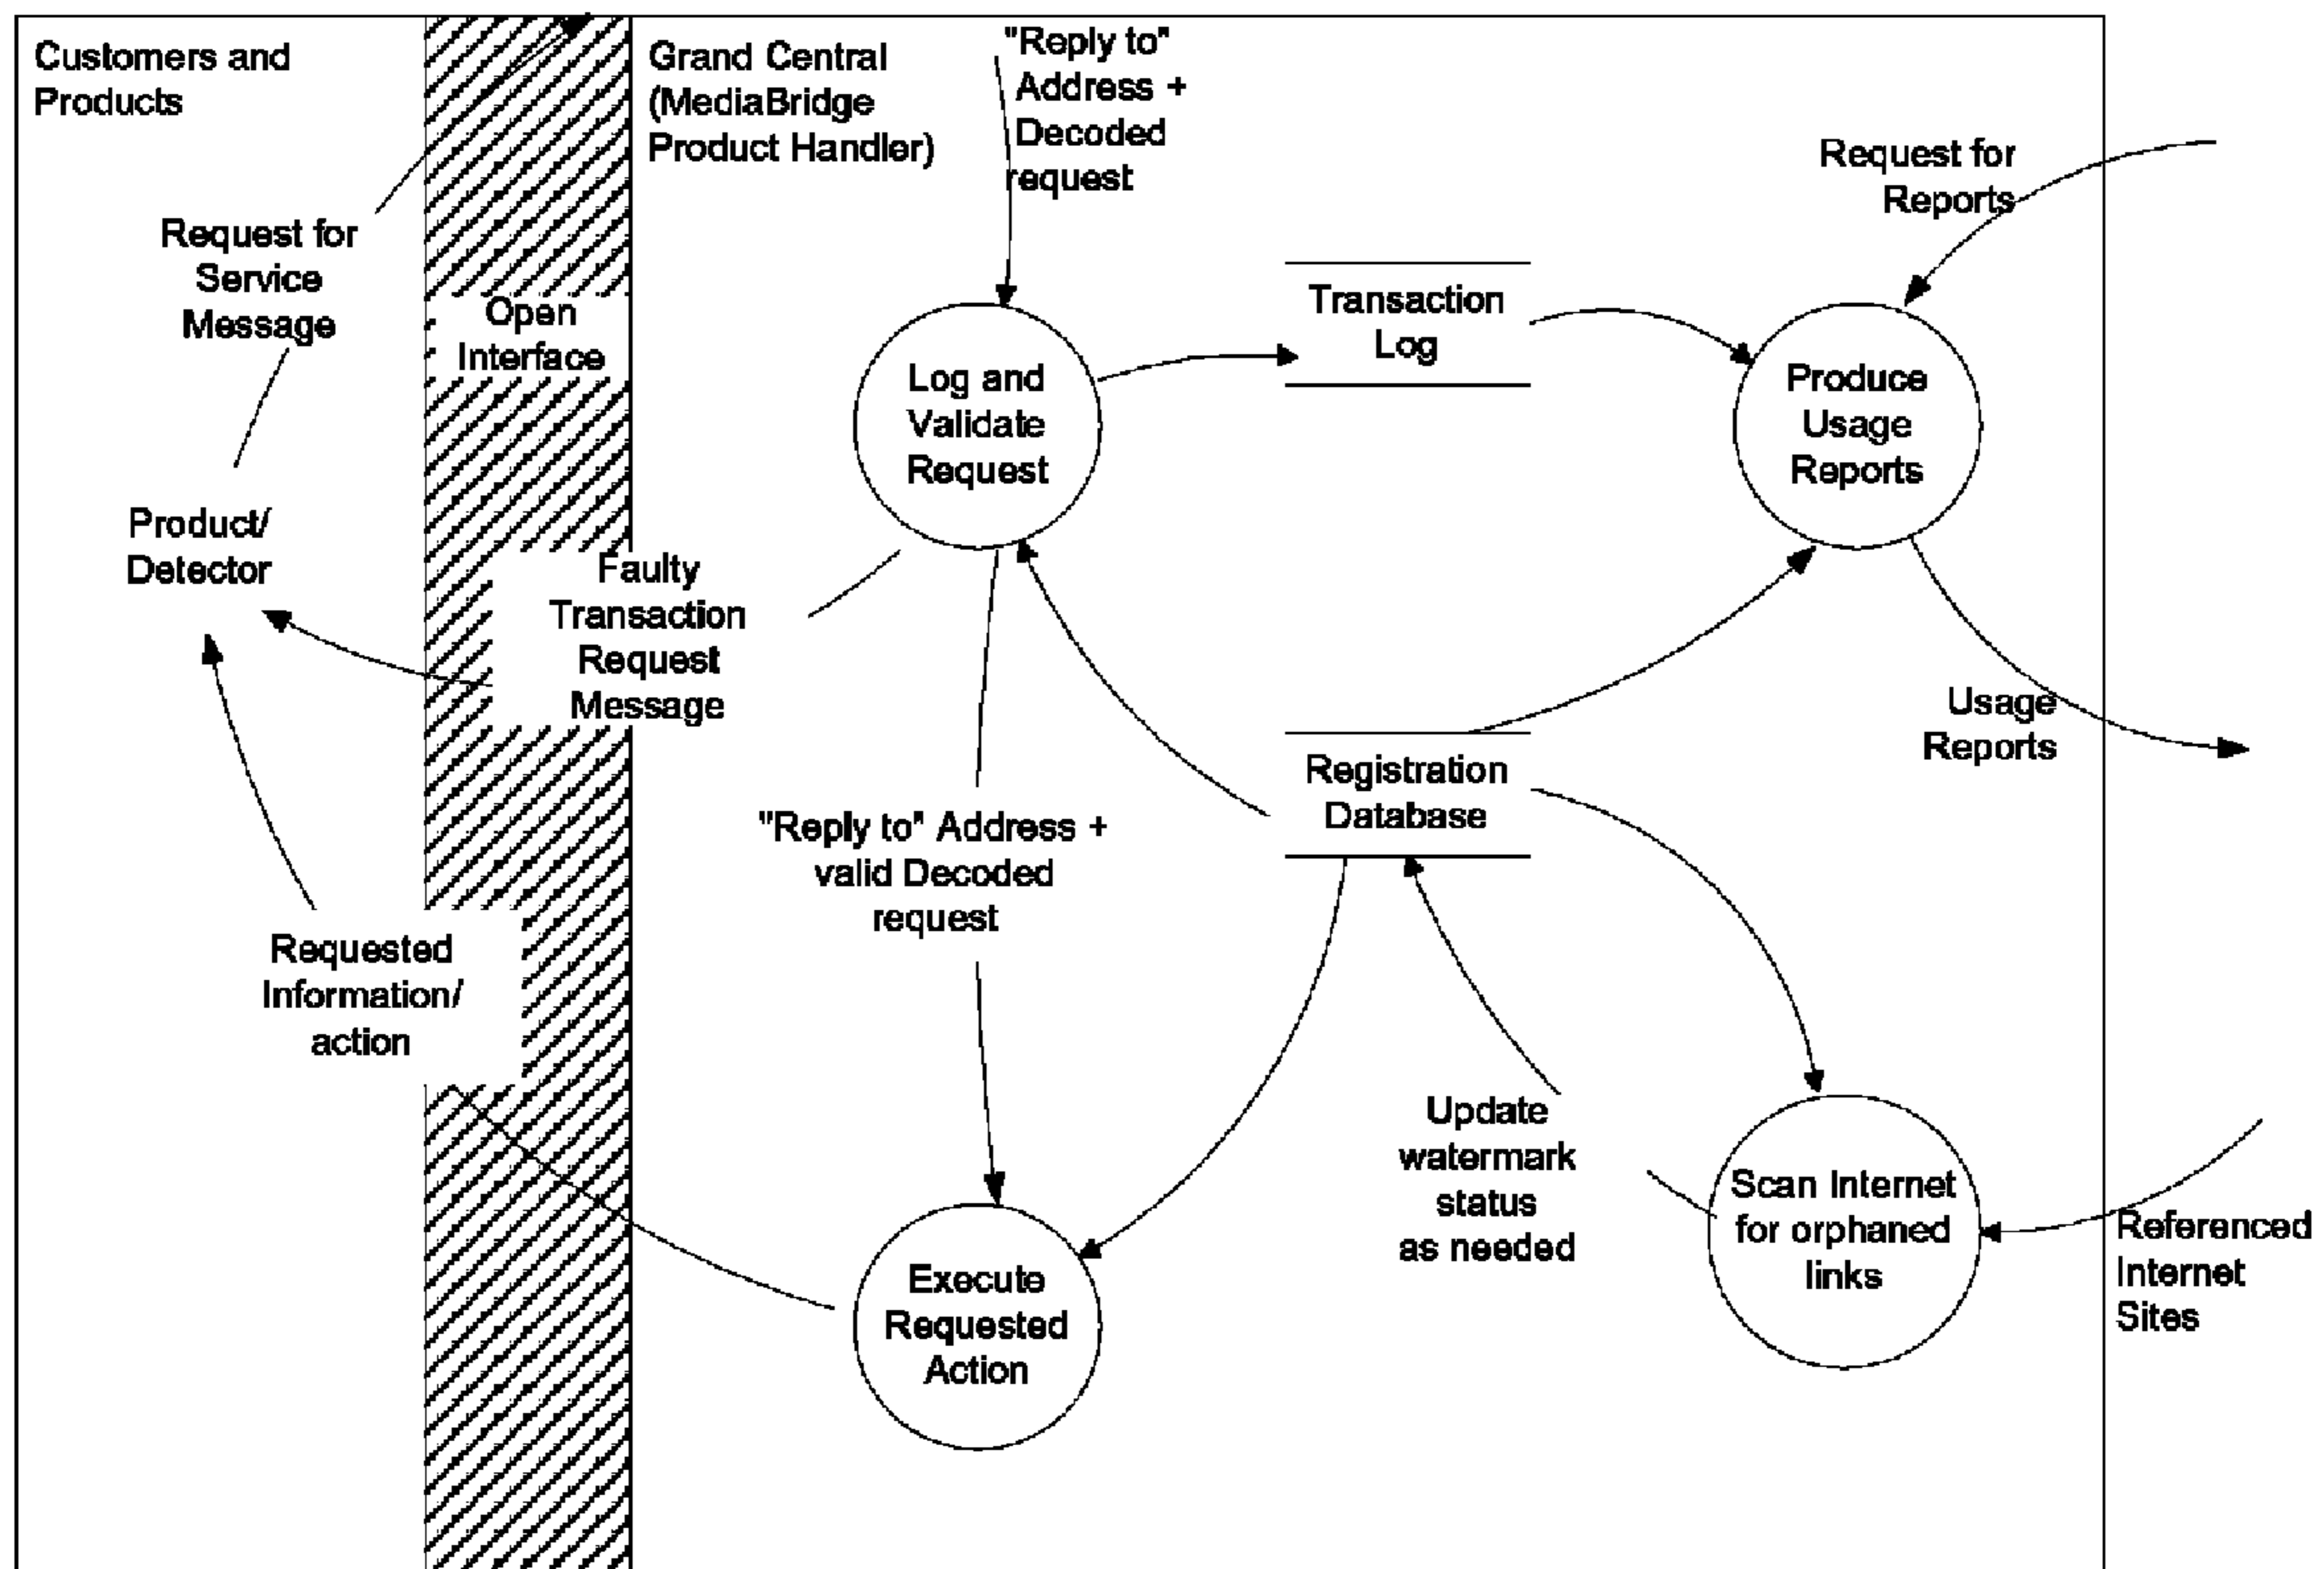 Customers and
Products
Grand Central
(MediaBridge
Product Handler)
"Reply to"
Address +
Decoded
request
Request for
Reports
Request for
Service
Message
Open
Interface
Transaction
Log
Log and
Validate
Request
Produce
Usage
Reports
Product/
Detector
Faulty
Transaction
Request
Message
Usage
Reports
Registration
Database
"Reply to" Address +
valid Decoded
request
Requested
Information/
action
Update
watermark
status
as needed
Scan Internet
for orphaned
links
Referenced
Internet
Sites
Execute
Requested
Action